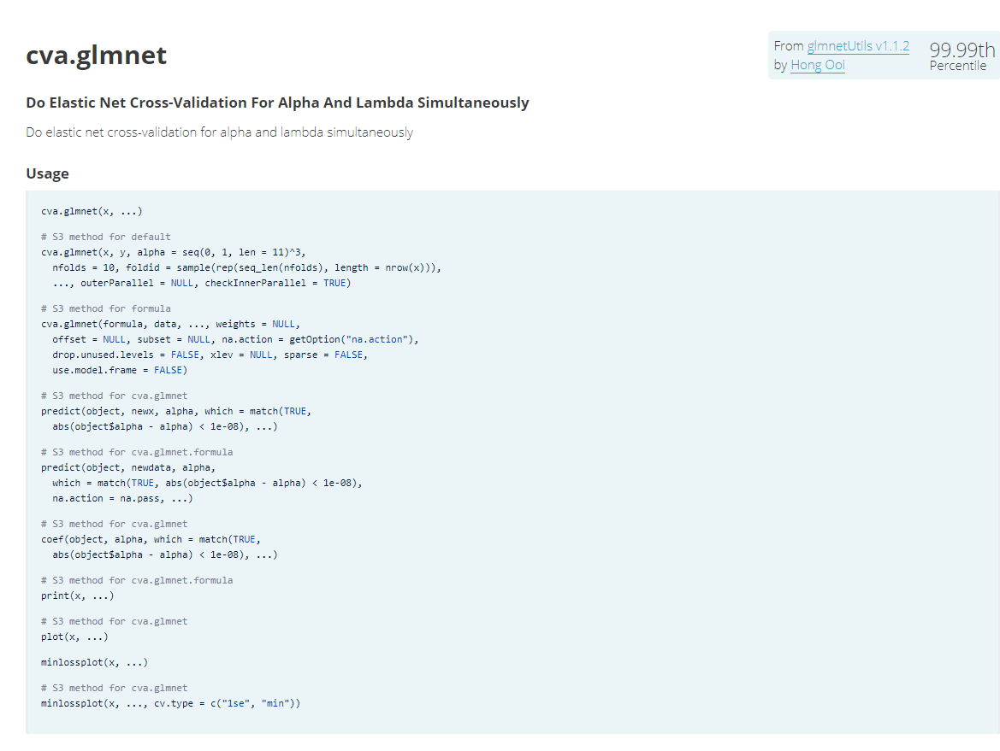 cva.glmnet
From glmnetUtils v1.1.2
by Hong Ooi
99.99th
Percentile
Do Elastic Net Cross-Validation For Alpha And Lambda Simultaneously
Do elastic net cross-validation for alpha and lambda simultaneously
Usage
cva.glmnet(x, ...)
# S3 method for default
cva.glmnet(x, y, alpha = seq(0, 1, len = 11)^3,
nfolds = 10, foldid = sample(rep(seq_len(nfolds), length = nrow(x))),
..., outerParallel = NULL, checkInnerParallel = TRUE)
# S3 method for formula
cva.glmnet(formula, data, ..., weights = NULL,
offset = NULL, subset = NULL, na.action = getOption("na.action"),
drop.unused.levels = FALSE, xlev = NULL, sparse = FALSE,
use.model.frame = FALSE)
# S3 method for cva.glmnet
predict(object, newx, alpha, which = match(TRUE,
abs(object$alpha - alpha) < 1e-08), ...)
# S3 method for cva.glmnet.formula
predict(object, newdata, alpha,
which = match(TRUE, abs(object$alpha - alpha) < 1e-08),
na.action = na.pass, ...)
# S3 method for cva.glmnet
coef(object, alpha, which = match(TRUE,
abs(object$alpha - alpha) < 1e-08), ...)
# S3 method for cva.glmnet.formula
print(x, ...)
# S3 method for cva.glmnet
plot(x, ...)
minlossplot(x, ...)
# S3 method for cva.glmnet
minlossplot(x, ..., cv.type = c("1se", "min"))